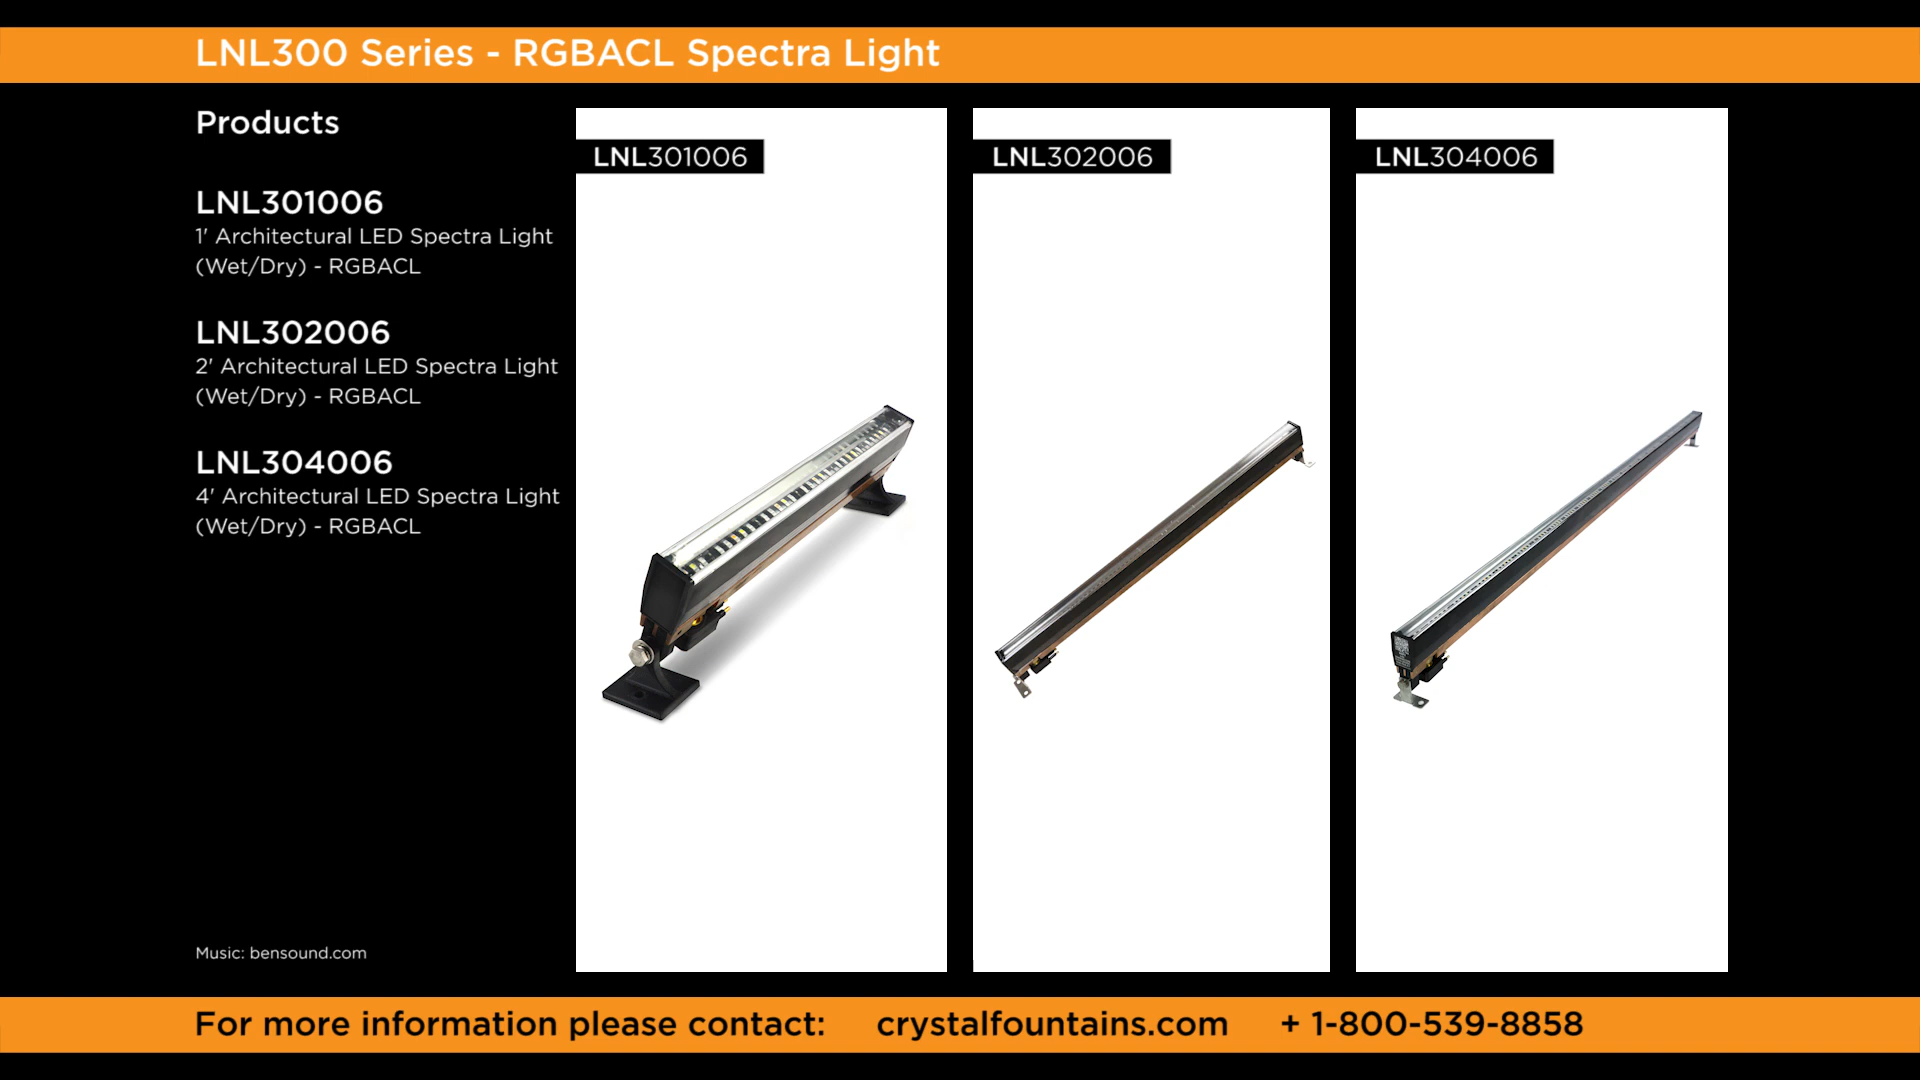 LNL300 Series - RGBACL Spectra Light
Products
LNL301006
1' Architectural LED Spectra Light
(Wet/Dry) - RGBACL
LNL302006
2' Architectural LED Spectra Light
(Wet/Dry) - RGBACL
LNL304006
4' Architectural LED Spectra Light
(Wet/Dry) - RGBACL
LNL301006
LNL302006
LNL304006
Music: bensound.com
For more information please contact: crystalfountains.com + 1-800-539-8858